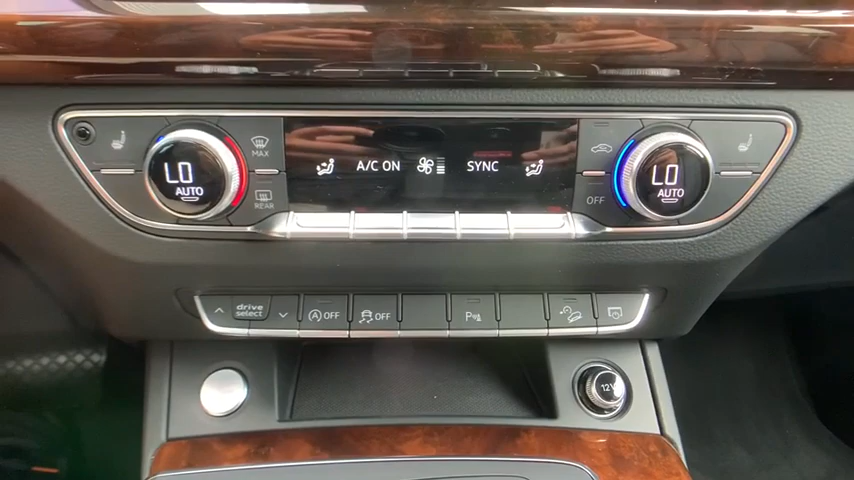 MAX
LO
AUTO
REAR
A/C ON
SYNC
LO
AUTO
OFF
drive
select
A OFF
OFF
P
12V